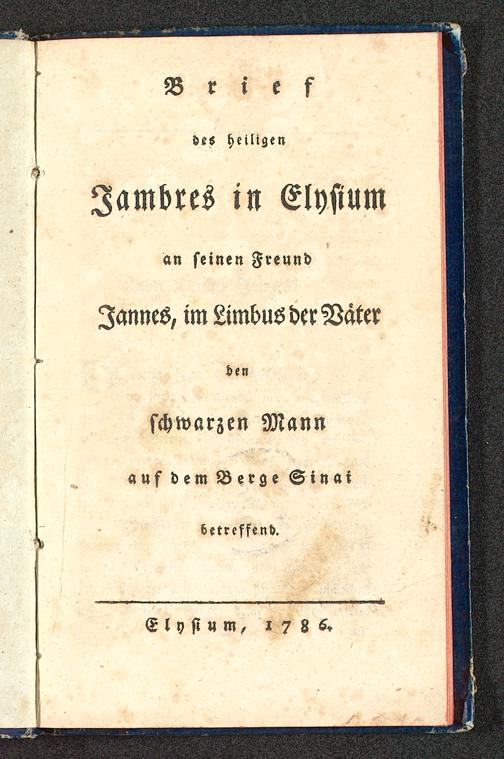 Brief
des heiligen
Jambres in Elysium
an seinen Freund
Jannes, im Limbus der Väter
den
schwarzen Mann
auf dem Berge Sinai
betreffend.
Elysium, 1786.